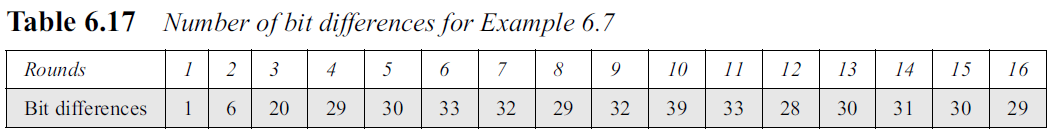 Table 6.17 Number of bit differences for Example 6.7
Rounds 1 2 3 4 5 6 7 8 9 10 11 12 13 14 15 16
Bit differences 1 6 20 29 30 33 32 29 32 39 33 28 30 31 30 29